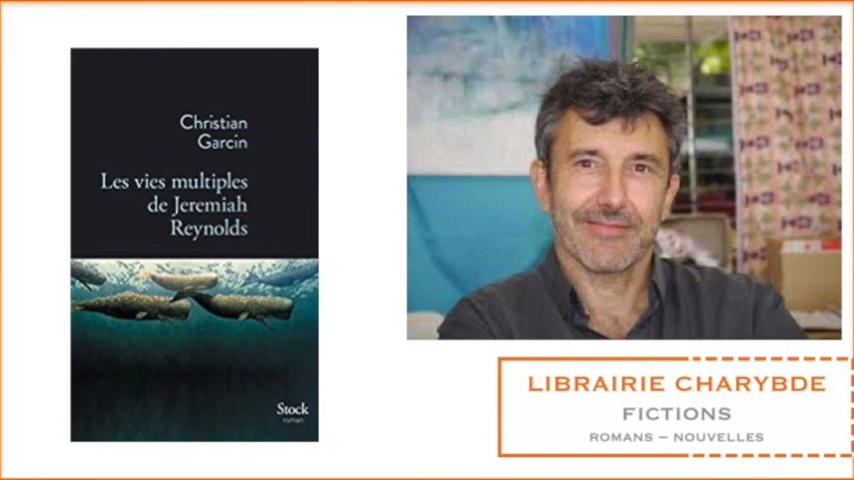 Christian
Garcin
Les vies multiples
de Jeremiah
Reynolds
Stock
roman
LIBRAIRIE CHARYBDE
FICTIONS
ROMANS – NOUVELLES